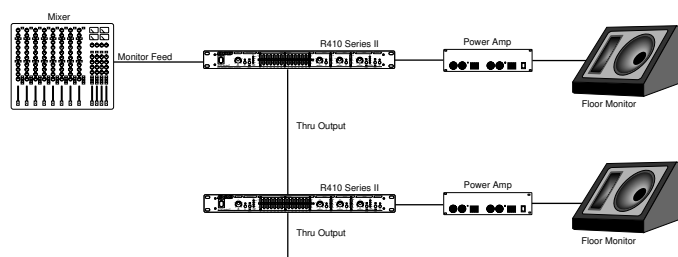 Mixer
R410 Series II
Power Amp
Monitor Feed
Floor Monitor
Thru Output
R410 Series II
Power Amp
Thru Output
Floor Monitor